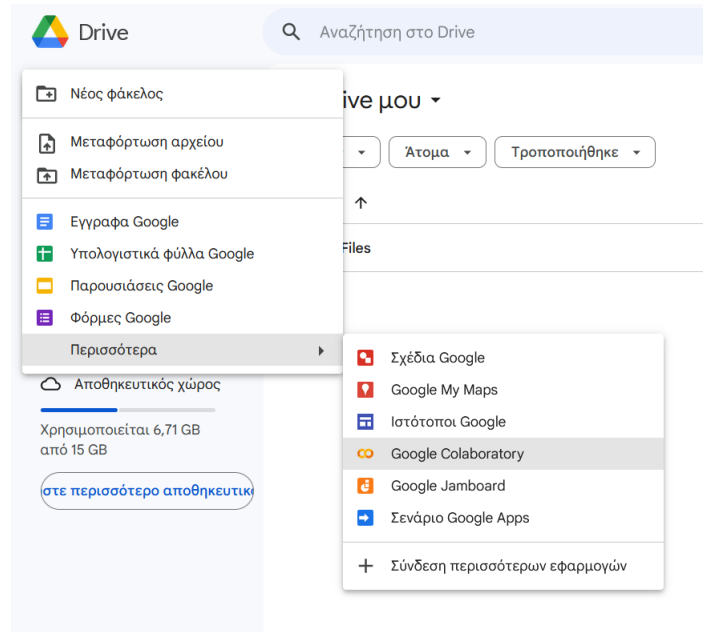 Drive
Αναζήτηση στο Drive
Νέος φάκελος
Μεταφόρτωση αρχείου
Μεταφόρτωση φακέλου
Εγγραφα Google
Υπολογιστικά φύλλα Google
Παρουσιάσεις Google
Φόρμες Google
Περισσότερα
ive μου
Άτομα
Τροποποιήθηκε
Files
Σχέδια Google
Google My Maps
Ιστότοποι Google
Google Colaboratory
Google Jamboard
Σενάριο Google Apps
Σύνδεση περισσότερων εφαρμογών
Αποθηκευτικός χώρος
Χρησιμοποιείται 6,71 GB
από 15 GB
στε περισσότερο αποθηκευτικ